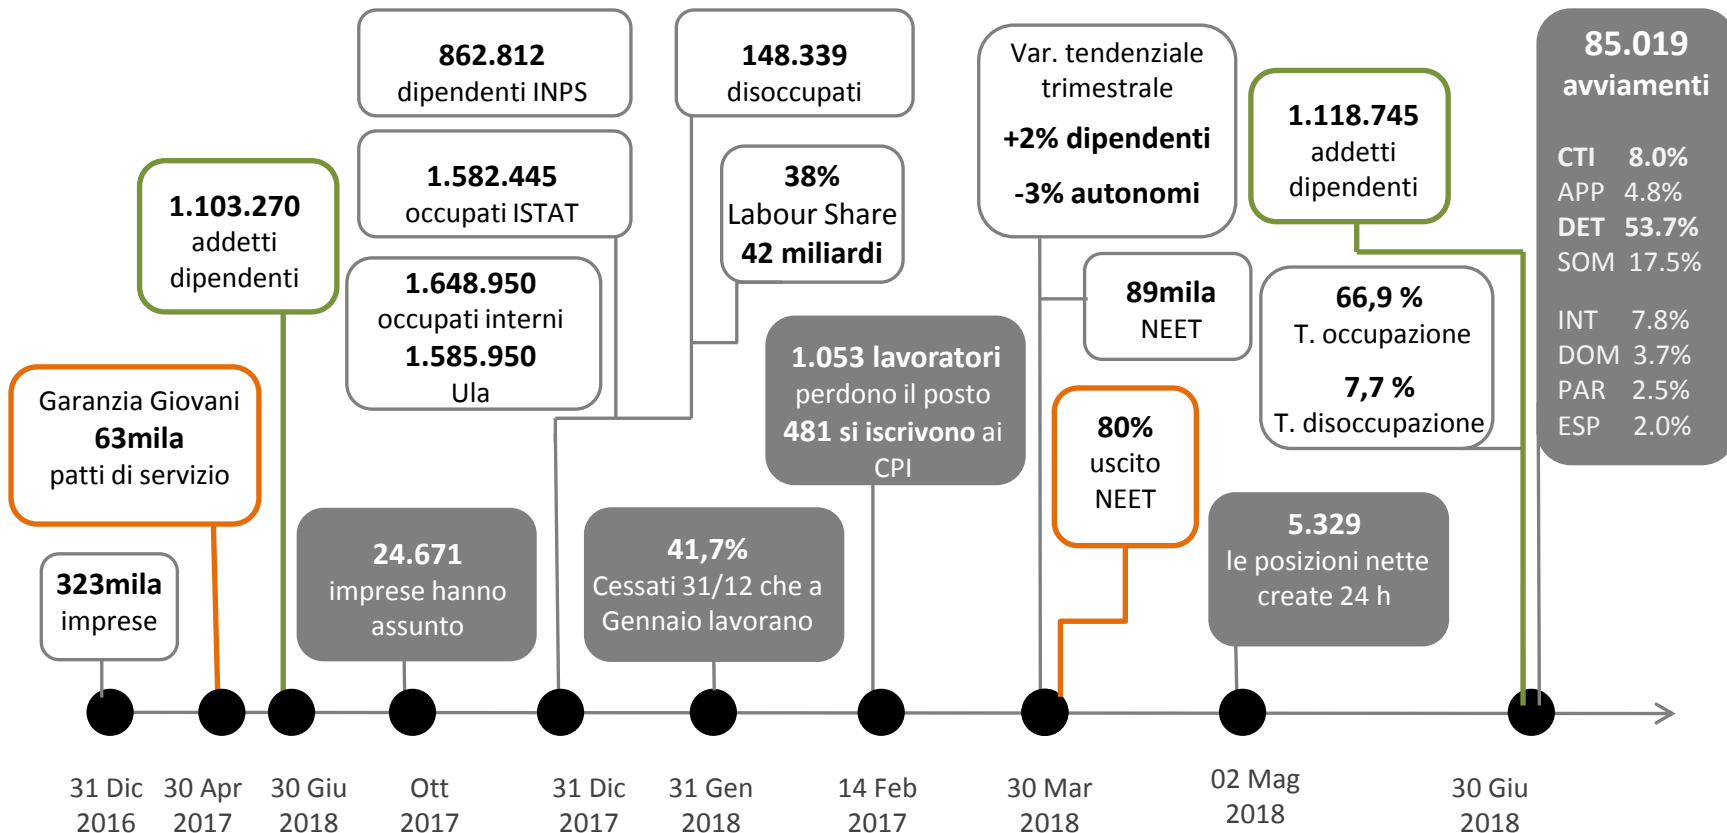 862.812
dipendenti INPS
148.339
disoccupati
Var. tendenziale
trimestrale
+2% dipendenti
-3% autonomi
1.118.745
addetti
dipendenti
85.019
avviamenti
CTI 8.0%
APP 4.8%
DET 53.7%
SOM 17.5%
INT 7.8%
DOM 3.7%
PAR 2.5%
ESP 2.0%
1.103.270
addetti
dipendenti
1.582.445
occupati ISTAT
38%
Labour Share
42 miliardi
1.648.950
occupati interni
1.585.950
Ula
89mila
NEET
66,9 %
T. occupazione
7,7 %
T. disoccupazione
Garanzia Giovani
63mila
patti di servizio
1.053 lavoratori
perdono il posto
481 si iscrivono ai
CPI
80%
uscito
NEET
323mila
imprese
24.671
imprese hanno
assunto
41,7%
Cessati 31/12 che a
Gennaio lavorano
5.329
le posizioni nette
create 24 h
31 Dic
2016
30 Apr
2017
30 Giu
2018
Ott
2017
31 Dic
2017
31 Gen
2018
14 Feb
2017
30 Mar
2018
02 Mag
2018
30 Giu
2018